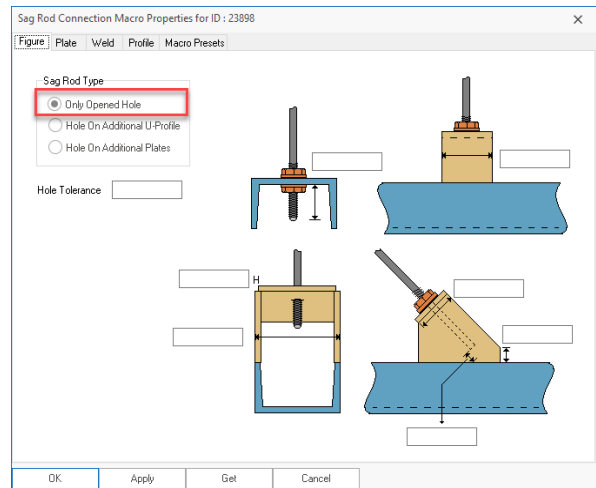 Sag Rod Connection Macro Properties for ID : 23898
Figure Plate Weld Profile Macro Presets
Sag Rod Type
Only Opened Hole
Hole On Additional U-Profile
Hole On Additional Plates
Hole Tolerance
H
OK Apply Get Cancel